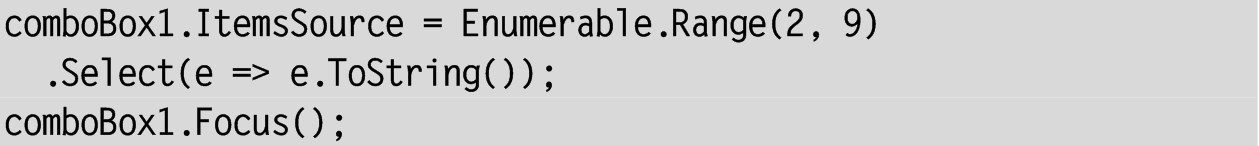 comboBox1.ItemsSource = Enumerable.Range(2, 9)
  .Select(e => e.ToString());
comboBox1.Focus();